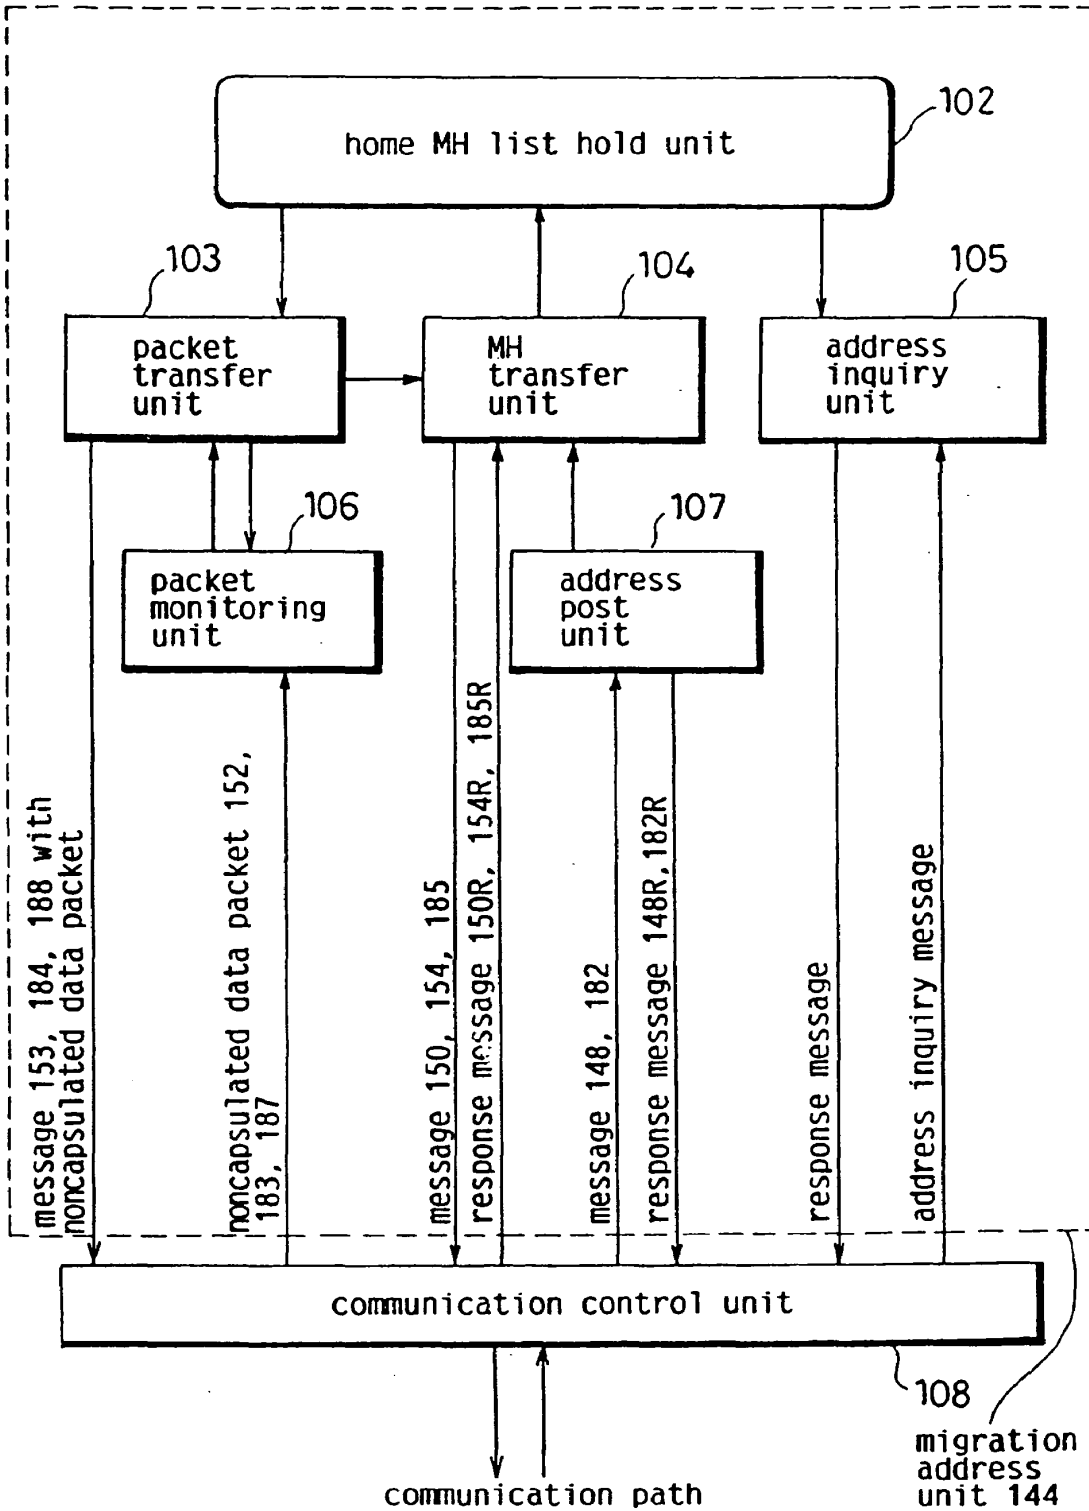 102
home MH list hold unit
103
104
105
packet
transfer
unit
MH
transfer
unit
address
inquiry
unit
106
107
packet
monitoring
unit
address
post
unit
message 153, 184, 188 with
noncapsulated data packet
noncapsulated data packet 152,
183, 187
message 150, 154, 185
response message 150R, 154R, 185R
message 148, 182
response message 148R,182R
response message
address inquiry message
communication control unit
108
migration
address
unit 144
communication path